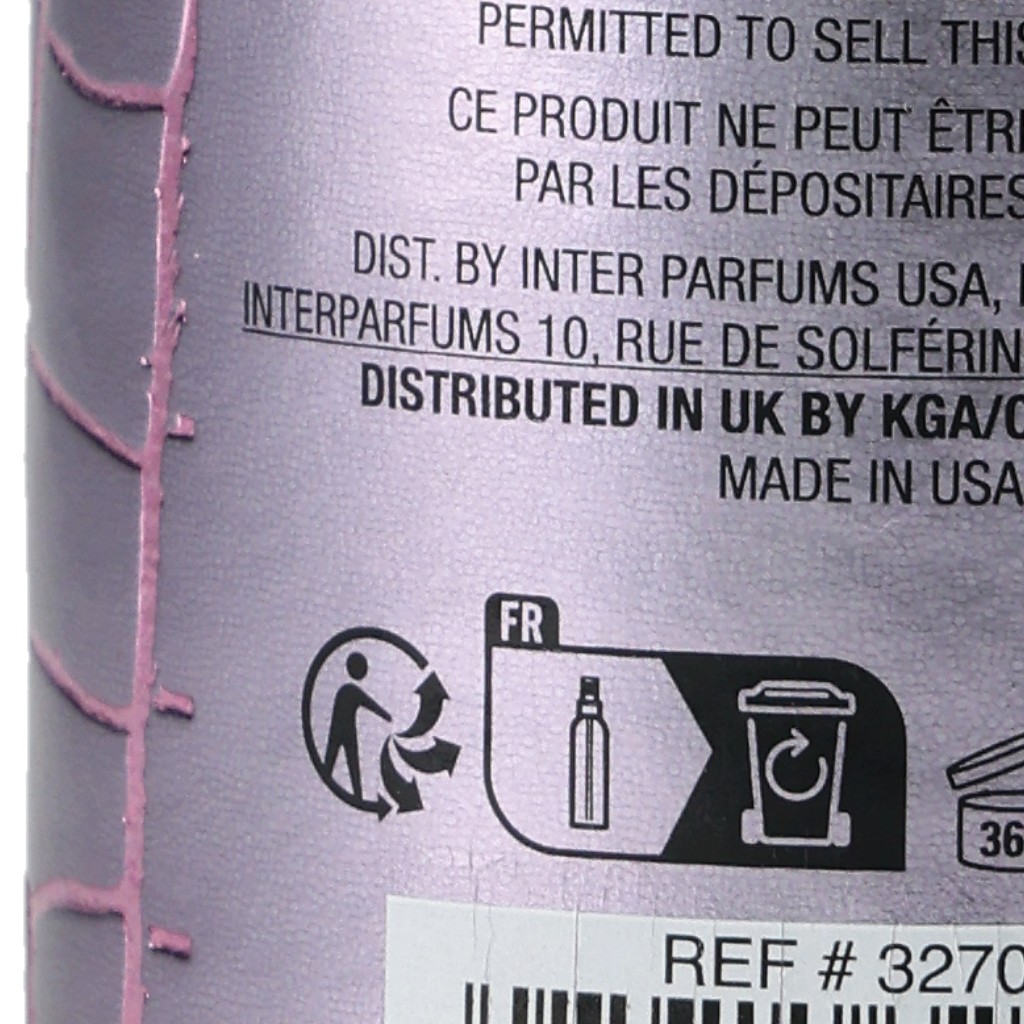 PERMITTED TO SELL THIS
CE PRODUIT NE PEUT ÊTRE
PAR LES DÉPOSITAIRES
DIST. BY INTER PARFUMS USA,
INTERPARFUMS 10, RUE DE SOLFÉRIN
DISTRIBUTED IN UK BY KGA/C
MADE IN USA
FR
36
REF # 3270